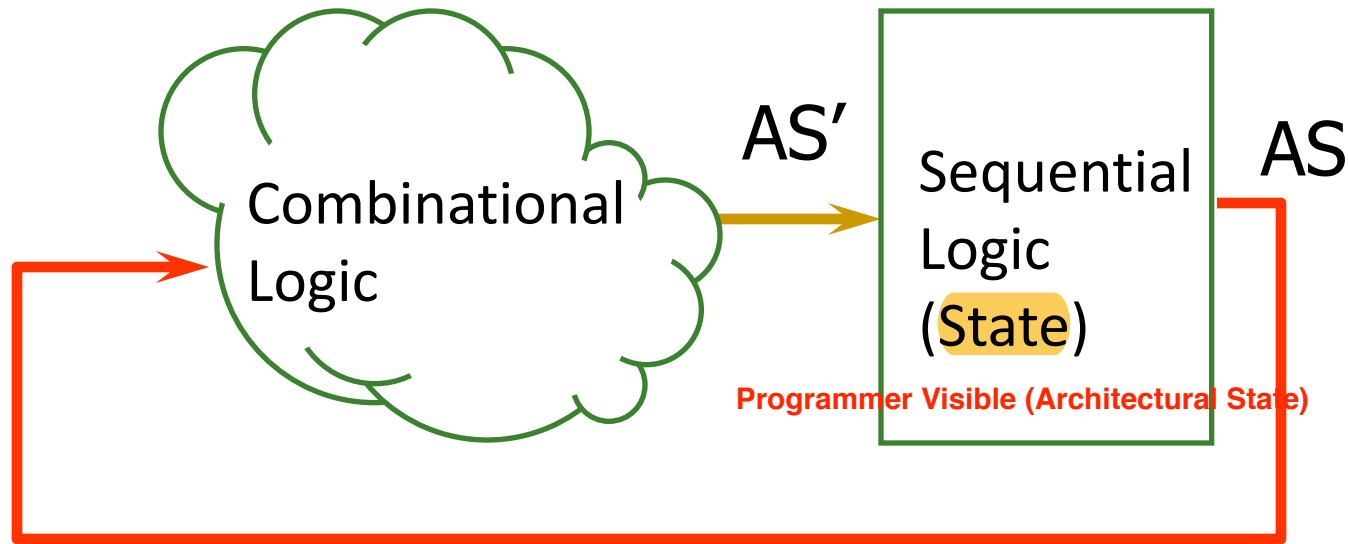 AS′
AS
Combinational
Logic
Sequential
Logic
(State)
Programmer Visible (Architectural State)